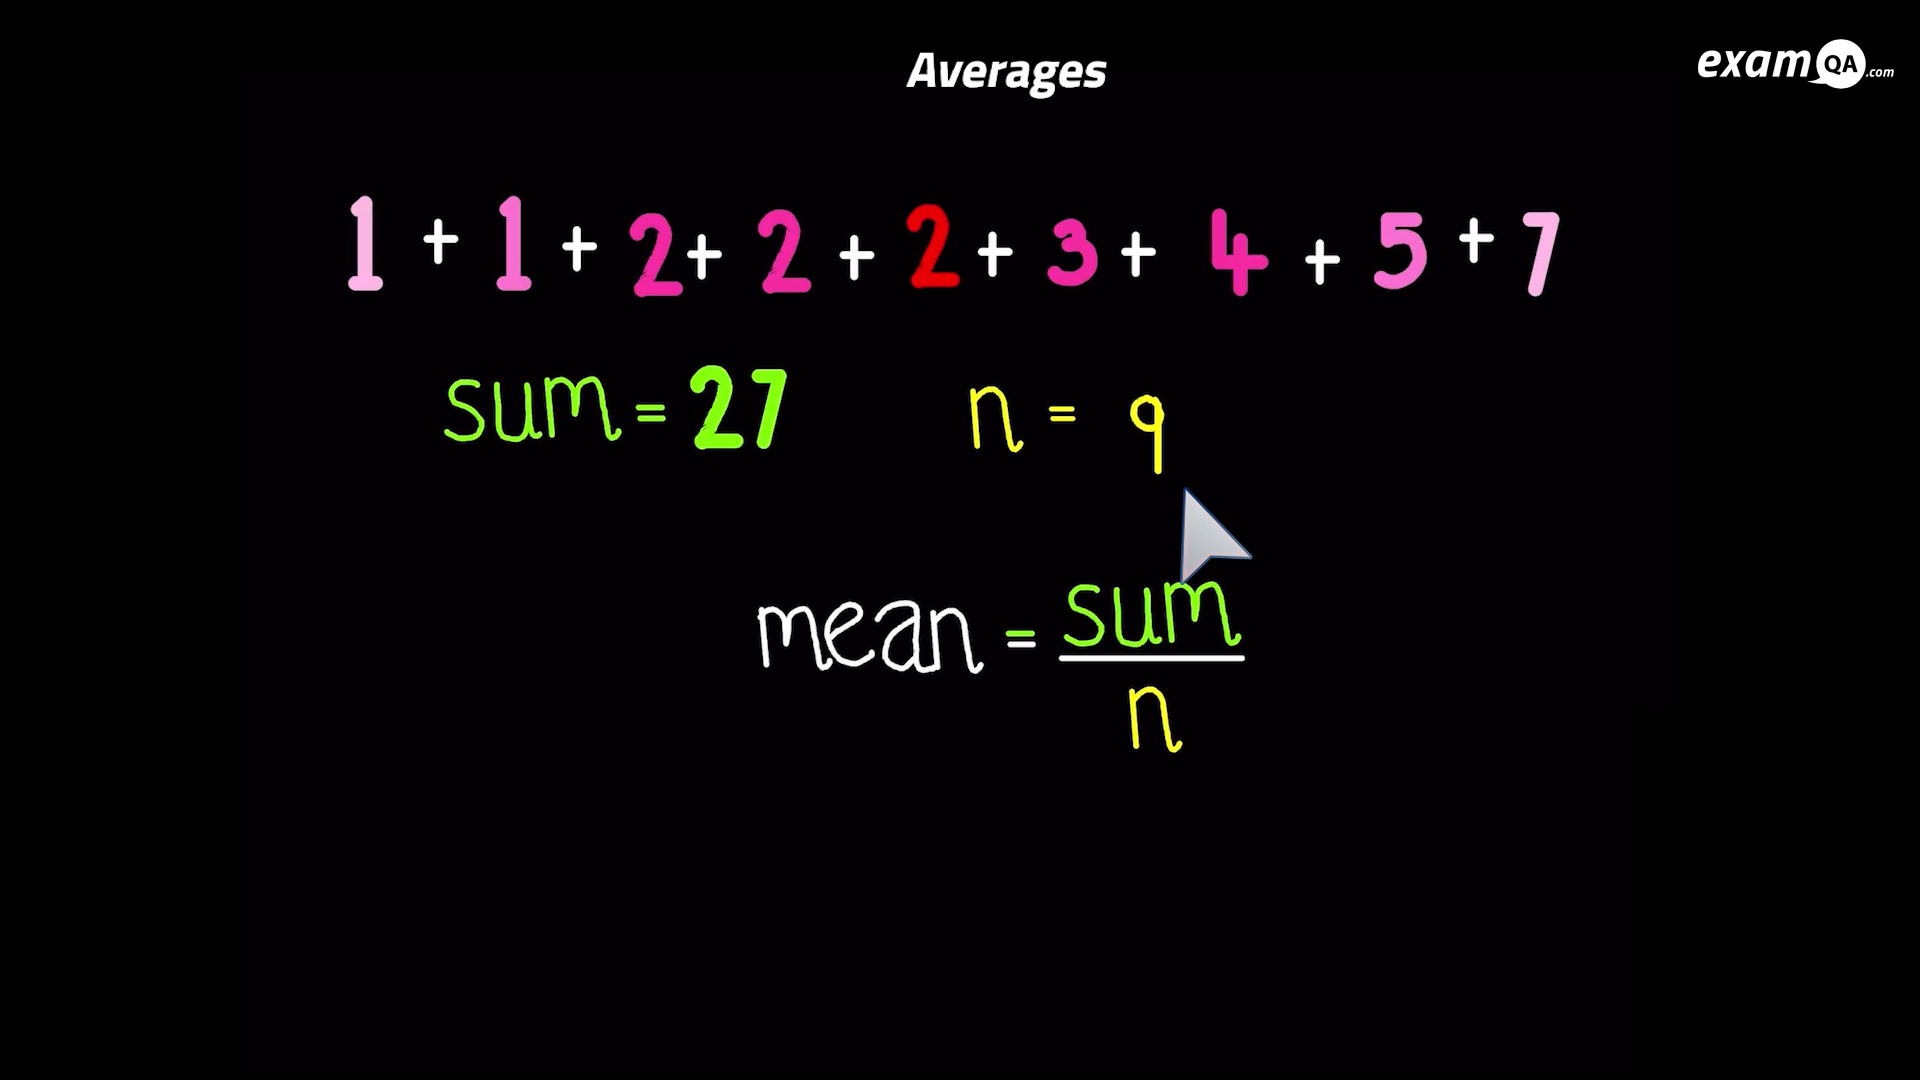 Averages
examQA.com
1 + 1 + 2 + 2 + 2 + 3 + 4 + 5 + 7
sum = 27 n = 9
mean = sum
n